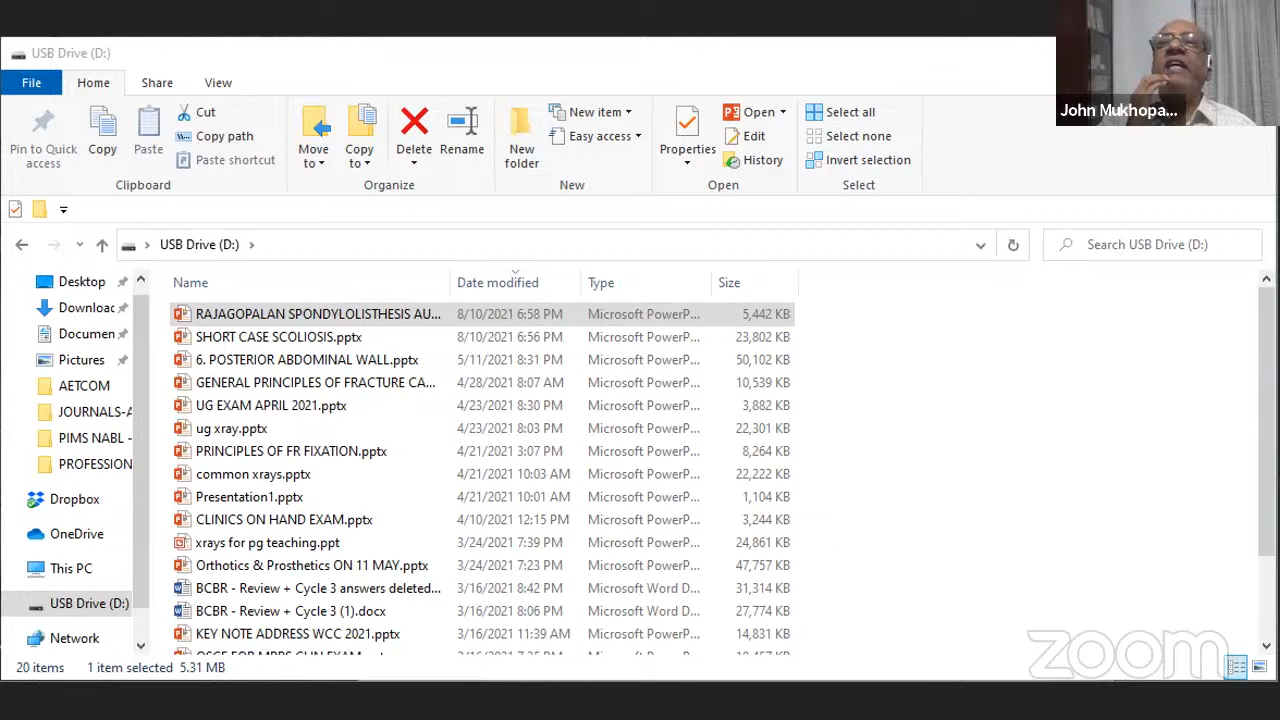 USB Drive (D:)
John Mukhopa...
File Home Share View
Pin to Quick access
Copy
Paste
Cut
Copy path
Paste shortcut
Clipboard
Move to
Copy to
Delete
Rename
Organize
New folder
New item
Easy access
New
Properties
Open
Edit
History
Open
Select all
Select none
Invert selection
Select
USB Drive (D:)
Search USB Drive (D:)
Desktop
Downloac
Documen
Pictures
AETCOM
JOURNALS-A
PIMS NABL -
PROFESSION
Dropbox
OneDrive
This PC
USB Drive (D:)
Network
Name Date modified Type Size
RAJAGOPALAN SPONDYLOLISTHESIS AU... 8/10/2021 6:58 PM Microsoft PowerP... 5,442 KB
SHORT CASE SCOLIOSIS.pptx 8/10/2021 6:56 PM Microsoft PowerP... 23,802 KB
6. POSTERIOR ABDOMINAL WALL.pptx 5/11/2021 8:31 PM Microsoft PowerP... 50,102 KB
GENERAL PRINCIPLES OF FRACTURE CA... 4/28/2021 8:07 AM Microsoft PowerP... 10,539 KB
UG EXAM APRIL 2021.pptx 4/23/2021 8:30 PM Microsoft PowerP... 3,882 KB
ug xray.pptx 4/23/2021 8:03 PM Microsoft PowerP... 22,301 KB
PRINCIPLES OF FR FIXATION.pptx 4/21/2021 3:07 PM Microsoft PowerP... 8,264 KB
common xrays.pptx 4/21/2021 10:03 AM Microsoft PowerP... 22,222 KB
Presentation1.pptx 4/21/2021 10:01 AM Microsoft PowerP... 1,104 KB
CLINICS ON HAND EXAM.pptx 4/10/2021 12:15 PM Microsoft PowerP... 3,244 KB
xrays for pg teaching.ppt 3/24/2021 7:39 PM Microsoft PowerP... 24,861 KB
Orthotics & Prosthetics ON 11 MAY.pptx 3/24/2021 7:23 PM Microsoft PowerP... 47,757 KB
BCBR - Review + Cycle 3 answers deleted... 3/16/2021 8:42 PM Microsoft Word D... 31,314 KB
BCBR - Review + Cycle 3 (1).docx 3/16/2021 8:06 PM Microsoft Word D... 27,774 KB
KEY NOTE ADDRESS WCC 2021.pptx 3/16/2021 11:39 AM Microsoft PowerP... 14,831 KB
20 items 1 item selected 5.31 MB
zoom